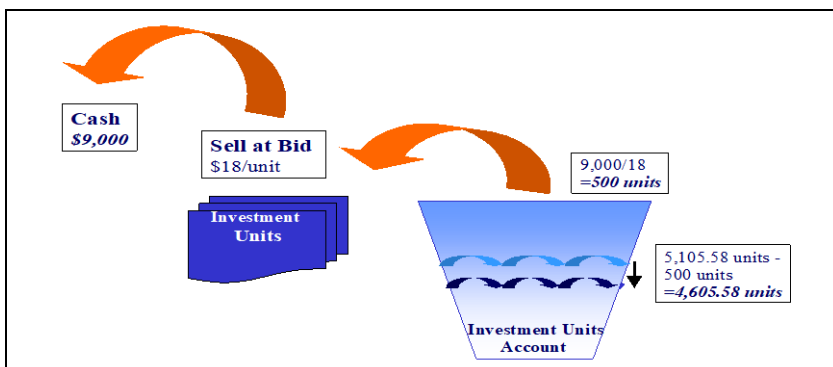 Cash
$9,000
Sell at Bid
$18/unit
9,000/18
=500 units
Investment
Units
5,105.58 units -
500 units
=4,605.58 units
Investment Units
Account